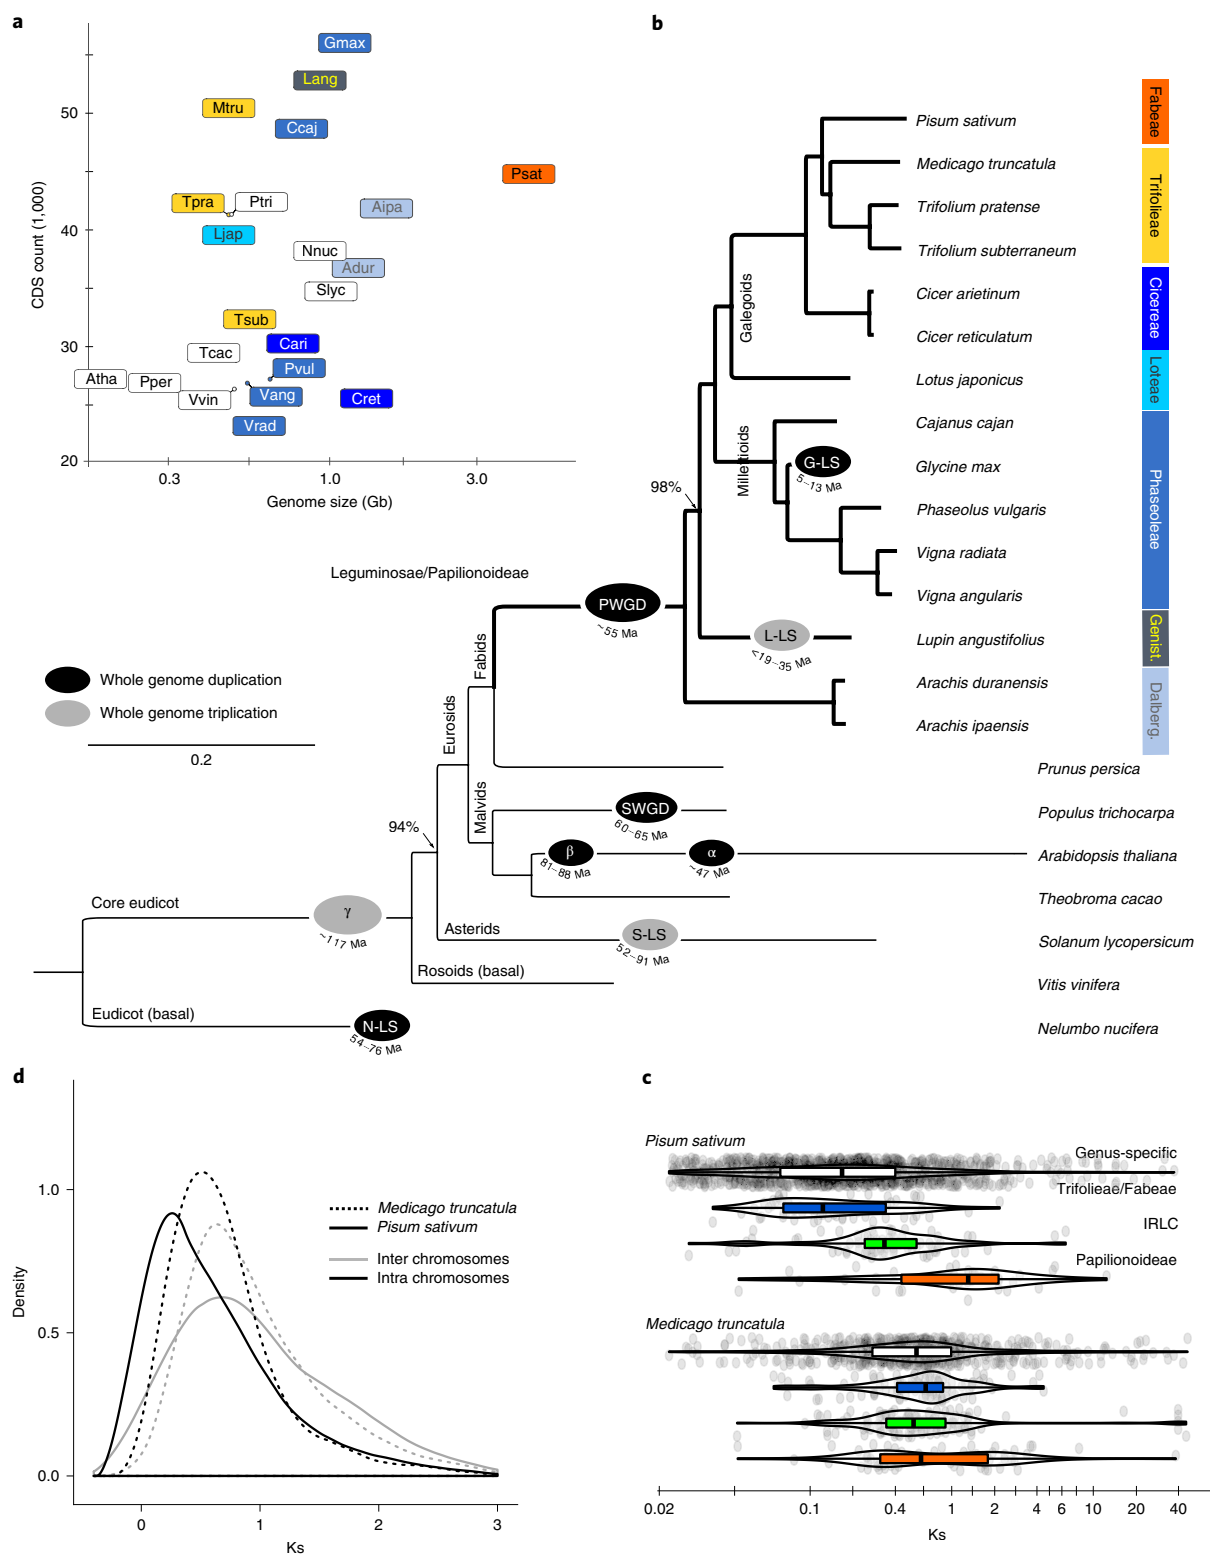 a
Gmax
Lang
Mtru
50
Ccaj
Psat
Tpra
Ptri
Aipa
40
Ljap
Nnuc
Adur
Slyc
Tsub
30
Cari
Tcac
Pvul
Atha
Pper
Vvin
Vang
Cret
Vrad
20
CDS count (1,000)
0.3
1.0
3.0
Genome size (Gb)
b
Pisum sativum
Medicago truncatula
Trifolium pratense
Trifolium subterraneum
Cicer arietinum
Cicer reticulatum
Lotus japonicus
Cajanus cajan
Glycine max
Phaseolus vulgaris
Vigna radiata
Vigna angularis
Lupin angustifolius
Arachis duranensis
Arachis ipaensis
Prunus persica
Populus trichocarpa
Arabidopsis thaliana
Theobroma cacao
Solanum lycopersicum
Vitis vinifera
Nelumbo nucifera
Fabeae
Trifolieae
Cicereae
Loteae
Phaseoleae
Genist.
Dalberg.
Galegoids
Millettioids
G-LS
5–13 Ma
98%
Leguminosae/Papilionoideae
PWGD
~55 Ma
L-LS
<19–35 Ma
Fabids
Eurosids
Malvids
Whole genome duplication
Whole genome triplication
0.2
SWGD
60–65 Ma
94%
β
81–88 Ma
α
~47 Ma
Core eudicot
γ
~117 Ma
Asterids
S-LS
52–91 Ma
Rosoids (basal)
Eudicot (basal)
N-LS
54–76 Ma
d
1.0
0.5
0.0
Density
Medicago truncatula
Pisum sativum
Inter chromosomes
Intra chromosomes
0
1
2
3
Ks
c
Pisum sativum
Genus-specific
Trifolieae/Fabeae
IRLC
Papilionoideae
Medicago truncatula
0.02
0.1
0.4
1
2
4
6
10
20
40
Ks